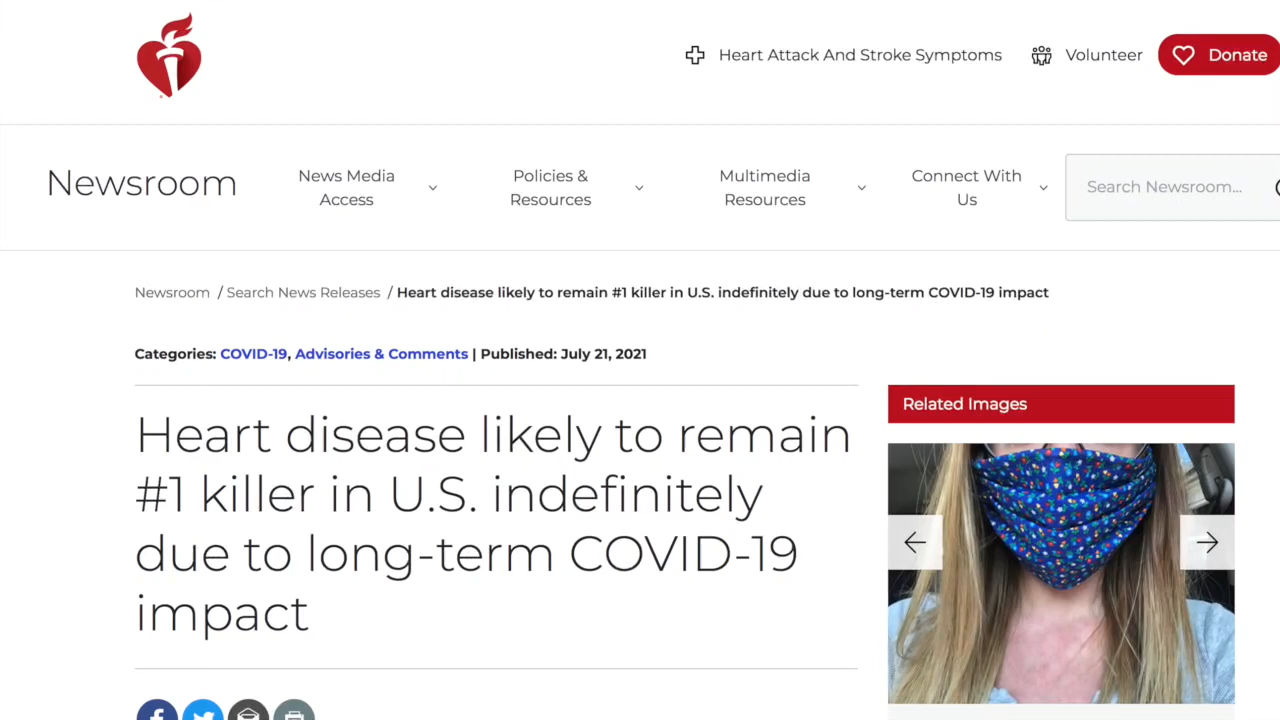 Heart Attack And Stroke Symptoms
Volunteer
Donate
Newsroom
News Media
Access
Policies &
Resources
Multimedia
Resources
Connect With
Us
Search Newsroom...
Newsroom / Search News Releases / Heart disease likely to remain #1 killer in U.S. indefinitely due to long-term COVID-19 impact
Categories: COVID-19, Advisories & Comments | Published: July 21, 2021
Heart disease likely to remain
#1 killer in U.S. indefinitely
due to long-term COVID-19
impact
Related Images